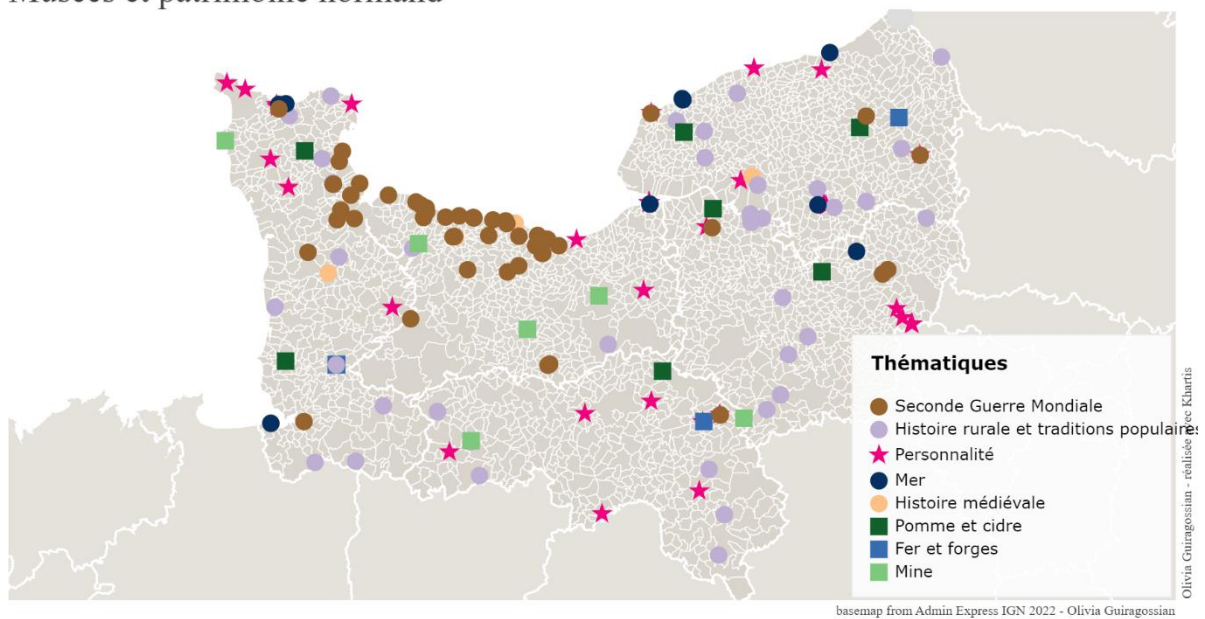 Musées et patrimoine normand
Thématiques
Seconde Guerre Mondiale
Histoire rurale et traditions populaires
Personnalité
Mer
Histoire médiévale
Pomme et cidre
Fer et forges
Mine
Olivia Guiragossian - réalisée avec Khartis
basemap from Admin Express IGN 2022 - Olivia Guiragossian